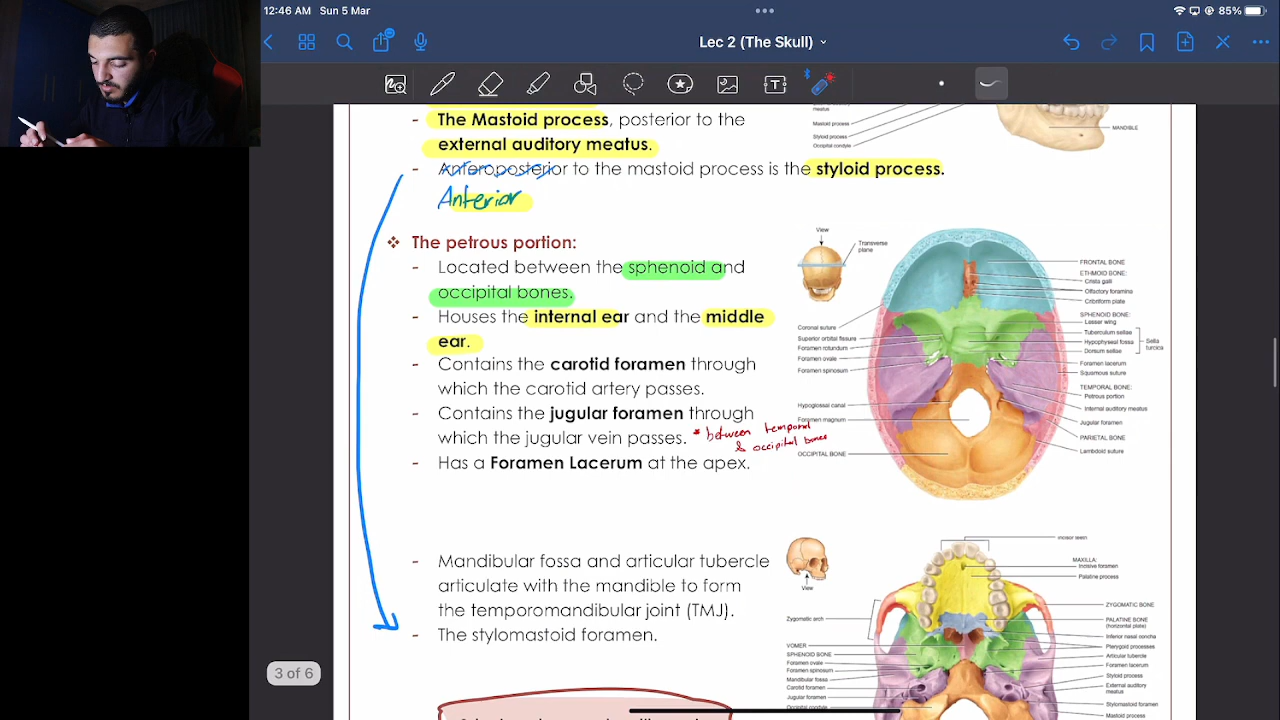 12:46 AM Sun 5 Mar
85%
Lec 2 (The Skull)
- The Mastoid process, posterior to the
external auditory meatus.
- Anteroposterior to the mastoid process is the styloid process.
Anterior
❖ The petrous portion:
- Located between the sphenoid and
occipital bones.
- Houses the internal ear and the middle
ear.
- Contains the carotid foramen through
which the carotid artery passes.
- Contains the jugular foramen through
which the jugular vein passes.
* between temporal
& occipital bones
- Has a Foramen Lacerum at the apex.
- Mandibular fossa and articular tubercle
articulate with the mandible to form
the temporomandibular joint (TMJ).
- The stylomastoid foramen.
3 of 6
meatus
Mastoid process
Styloid process
Occipital condyle
MANDIBLE
View
Transverse
plane
Coronal suture
Superior orbital fissure
Foramen rotundum
Foramen ovale
Foramen spinosum
Hypoglossal canal
Foramen magnum
OCCIPITAL BONE
FRONTAL BONE
ETHMOID BONE:
Crista galli
Olfactory foramina
Cribriform plate
SPHENOID BONE:
Lesser wing
Tuberculum sellae
Hypophyseal fossa
Dorsum sellae
Sella
turcica
Foramen lacerum
Squamous suture
TEMPORAL BONE:
Petrous portion
Internal auditory meatus
Jugular foramen
PARIETAL BONE
Lambdoid suture
View
Zygomatic arch
VOMER
SPHENOID BONE
Foramen ovale
Foramen spinosum
Mandibular fossa
Carotid foramen
Jugular foramen
Occipital condyle
Incisor teeth
MAXILLA:
Incisive foramen
Palatine process
ZYGOMATIC BONE
PALATINE BONE
(horizontal plate)
Inferior nasal concha
Pterygoid processes
Articular tubercle
Foramen lacerum
Styloid process
External auditory
meatus
Stylomastoid foramen
Mastoid process